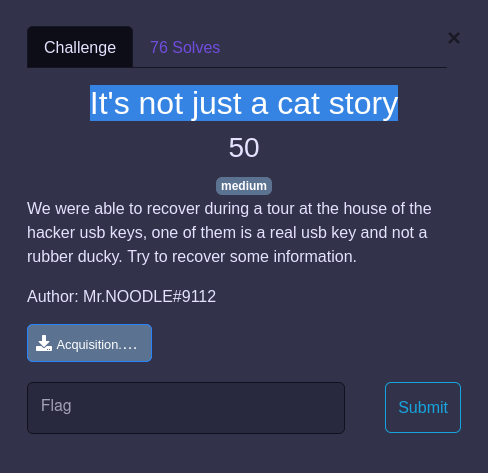 Challenge
76 Solves
×
It's not just a cat story
50
medium
We were able to recover during a tour at the house of the
hacker usb keys, one of them is a real usb key and not a
rubber ducky. Try to recover some information.
Author: Mr.NOODLE#9112
Acquisition....
Flag
Submit